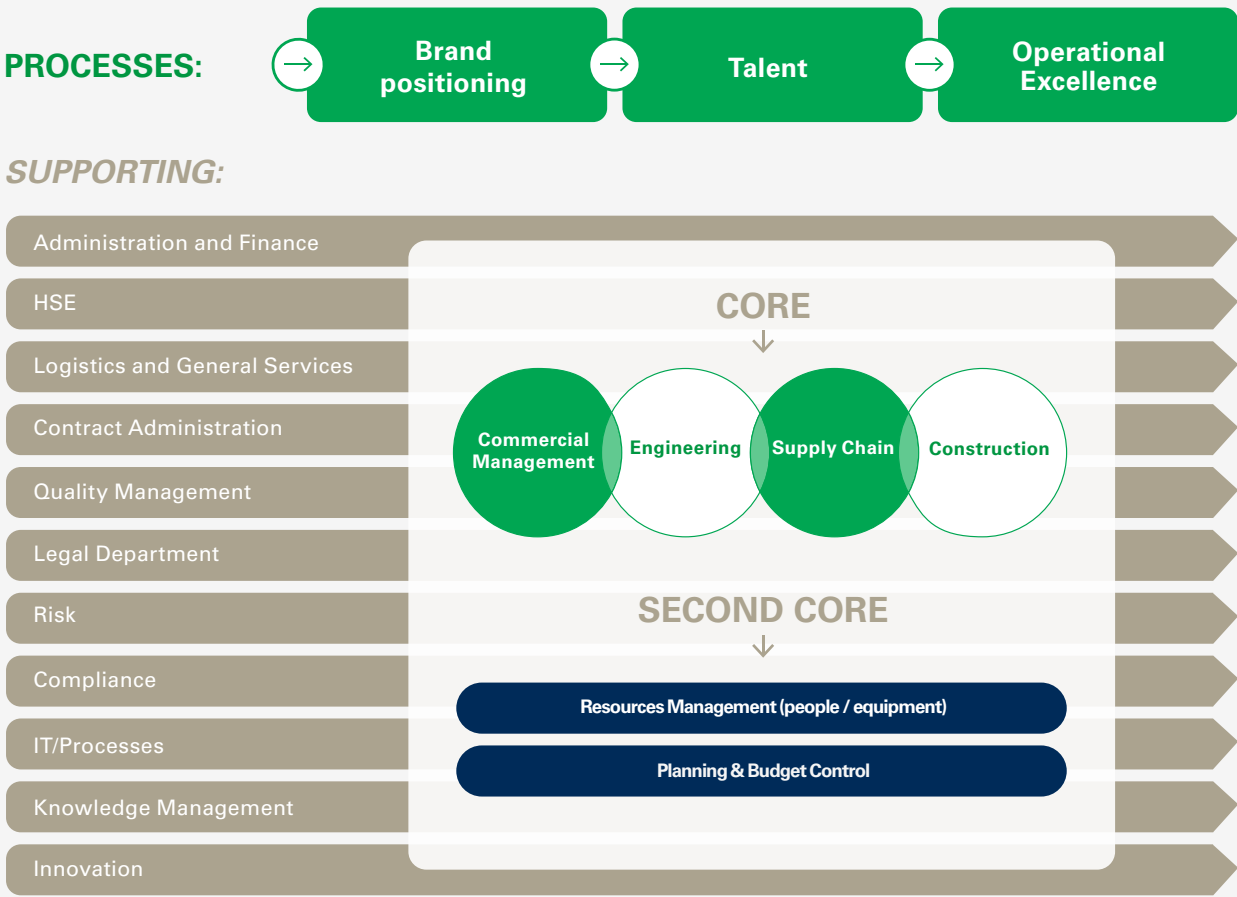 PROCESSES:
Brand
positioning
Talent
Operational
Excellence
SUPPORTING:
Administration and Finance
HSE
Logistics and General Services
Contract Administration
Quality Management
Legal Department
Risk
Compliance
IT/Processes
Knowledge Management
Innovation
CORE
Commercial
Management
Engineering
Supply Chain
Construction
SECOND CORE
Resources Management (people / equipment)
Planning & Budget Control